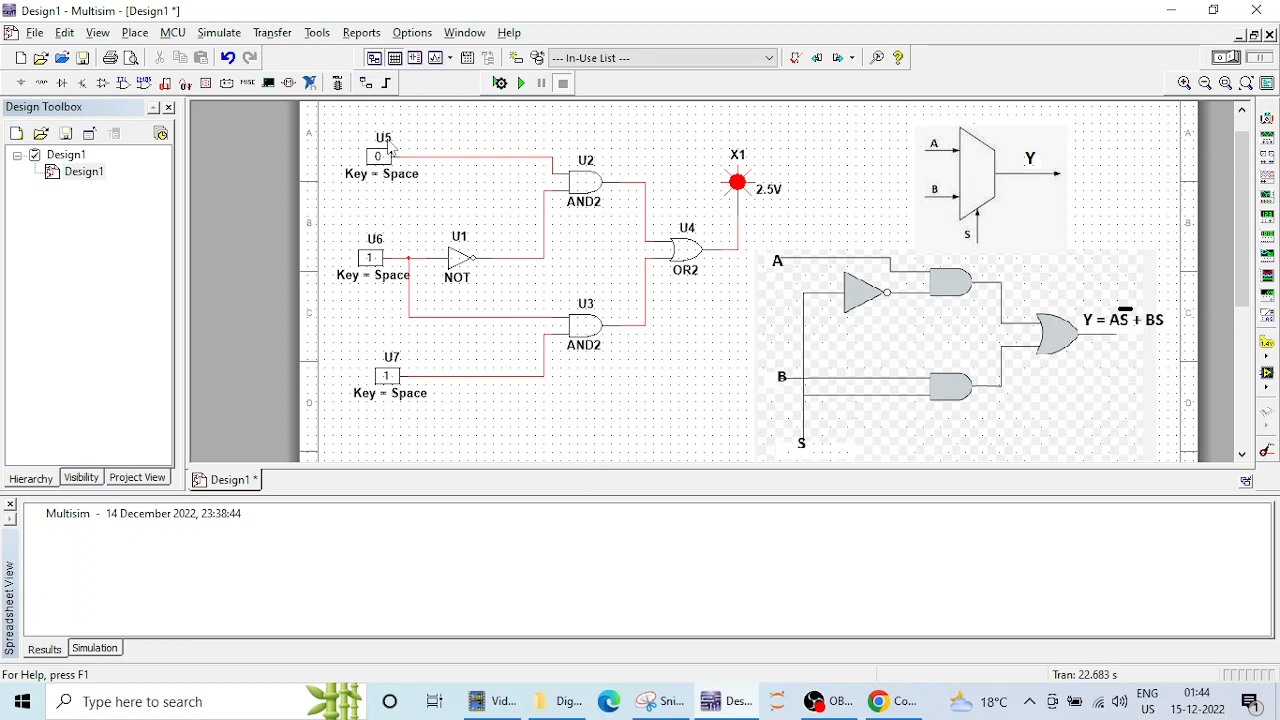 Design1 - Multisim - [Design1 *]
File Edit View Place MCU Simulate Transfer Tools Reports Options Window Help
--- In-Use List ---
Design Toolbox
Design1
Design1
Hierarchy Visibility Project View
A
B
C
D
U5
0
Key = Space
U6
1
Key = Space
U1
NOT
U7
1
Key = Space
U2
AND2
U3
AND2
U4
OR2
X1
2.5V
A
B
S
Y
A
B
S
Y = AS̅ + BS
A
B
C
D
Design1 *
Multisim - 14 December 2022, 23:38:44
Spreadsheet View
Results Simulation
For Help, press F1
Tran: 22.683 s
Type here to search
Vid...
Dig...
Sni...
Des...
OB...
Co...
18°C
ENG
IN
01:44
15-12-2022
1